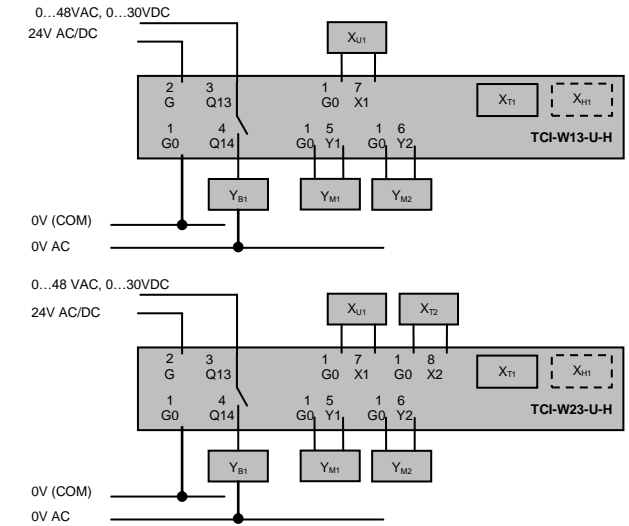 0…48VAC, 0…30VDC
24V AC/DC
XU1
2 3 1 7
G Q13 G0 X1
XT1 XH1
1 4 1 5 1 6
G0 Q14 G0 Y1 G0 Y2
TCI-W13-U-H
YB1 YM1 YM2
0V (COM)
0V AC
0…48 VAC, 0…30VDC
24V AC/DC
XU1 XT2
2 3 1 7 1 8
G Q13 G0 X1 G0 X2
XT1 XH1
1 4 1 5 1 6
G0 Q14 G0 Y1 G0 Y2
TCI-W23-U-H
YB1 YM1 YM2
0V (COM)
0V AC